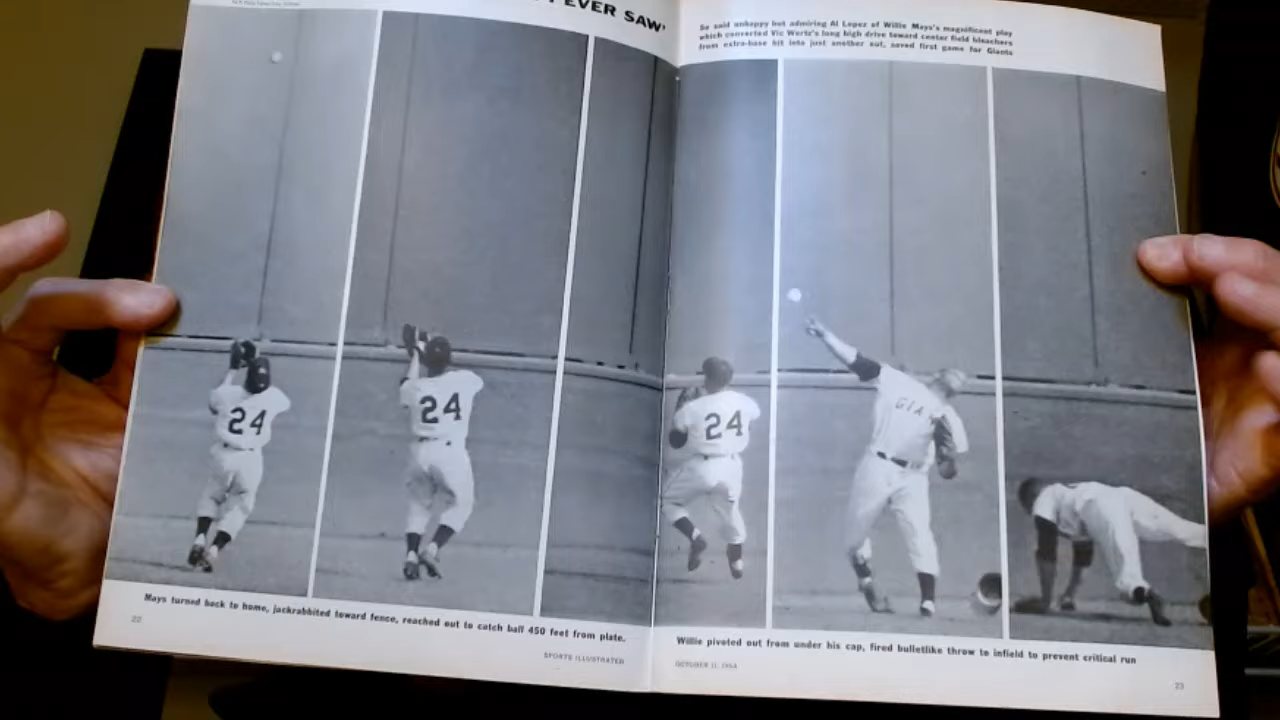 EVER SAW'
So said unhappy but admiring Al Lopez of Willie Mays's magnificent play
which converted Vic Wertz's long high drive toward center field bleachers
from extra-base hit into just another out, saved first game for Giants
24
24
24
GIA
Mays turned back to home, jackrabbited toward fence, reached out to catch ball 450 feet from plate.
Willie pivoted out from under his cap, fired bulletlike throw to infield to prevent critical run
22
SPORTS ILLUSTRATED
OCTOBER 11, 1954
23